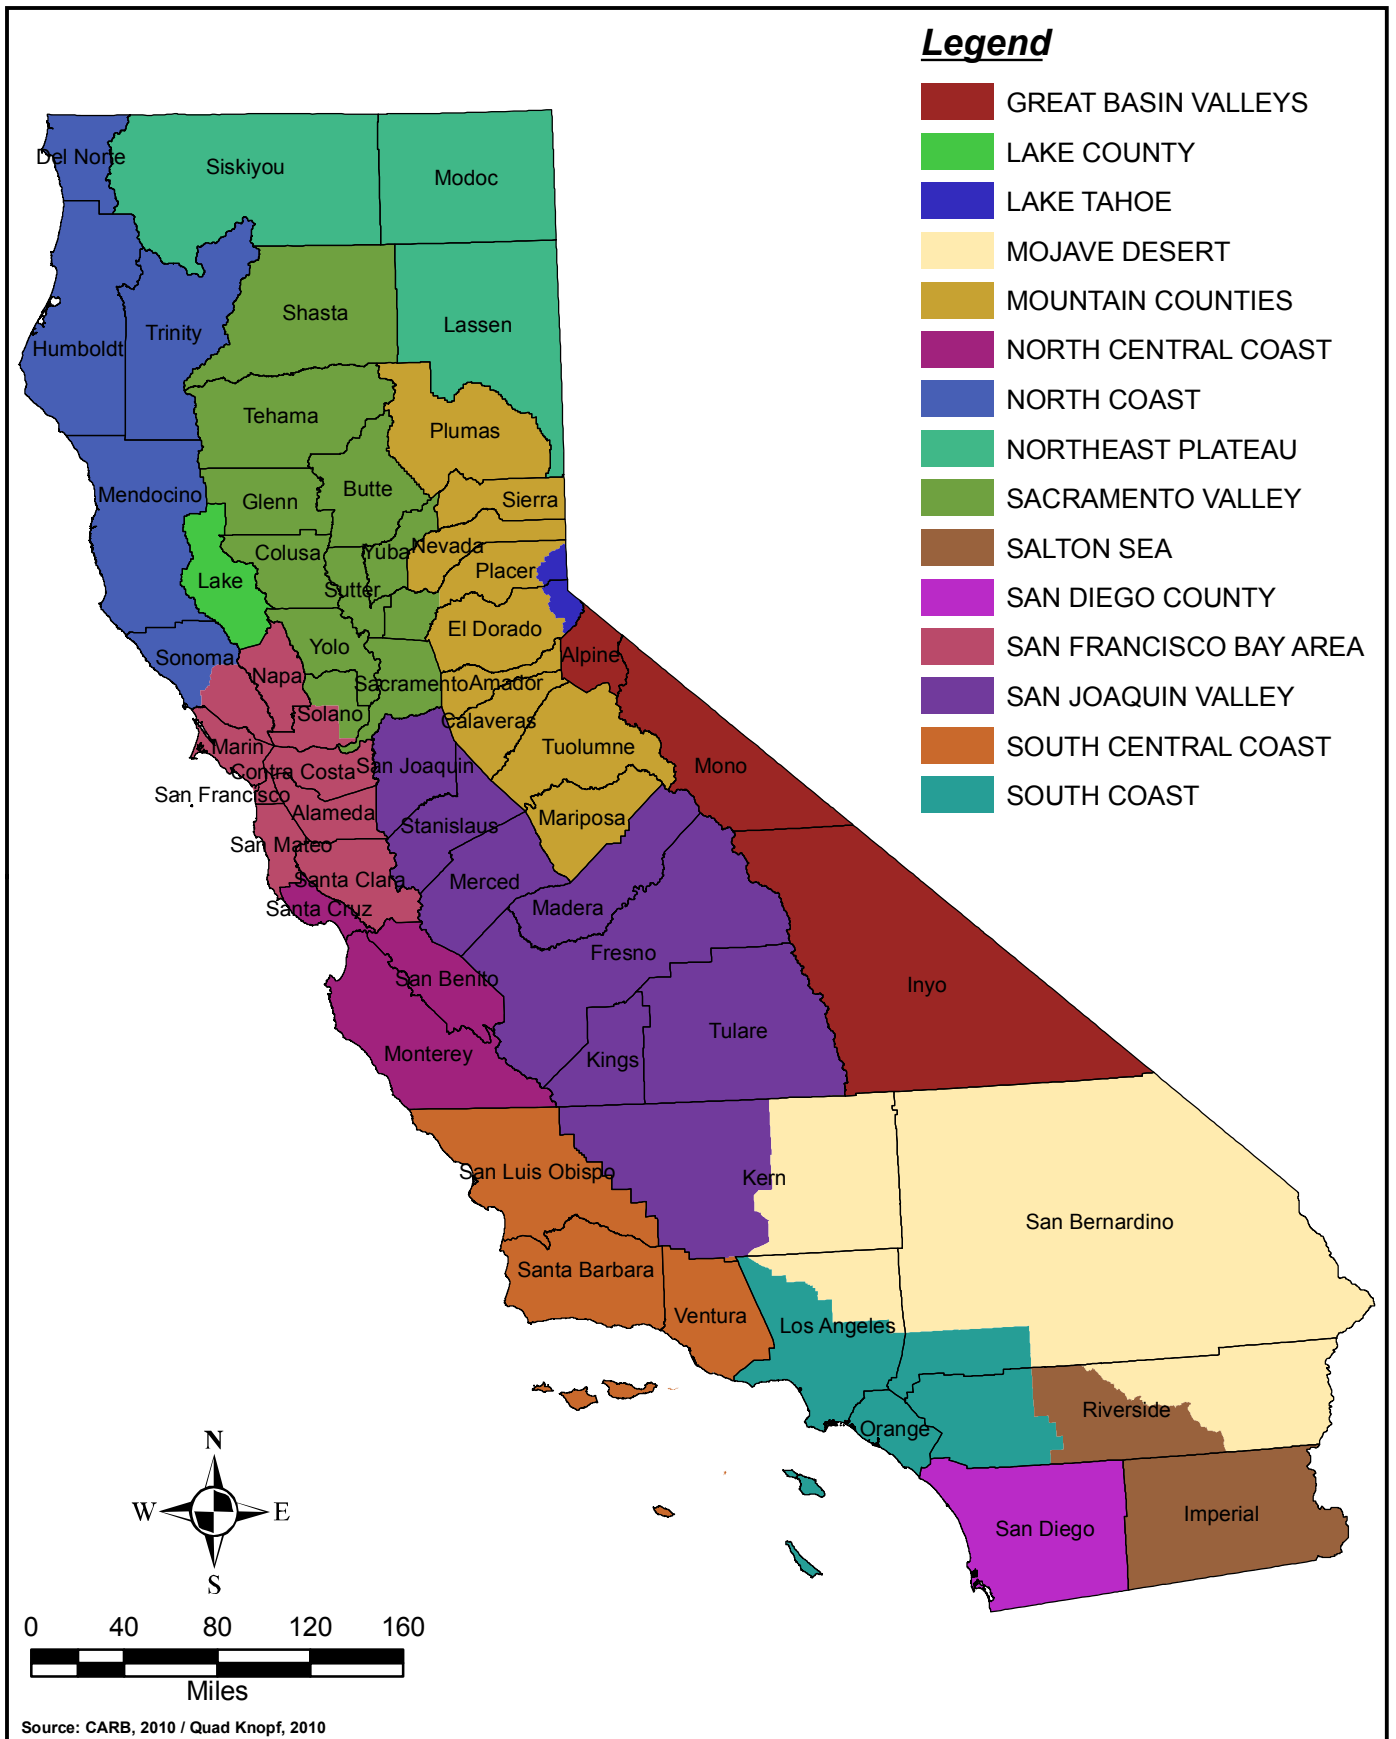 Legend
GREAT BASIN VALLEYS
LAKE COUNTY
LAKE TAHOE
MOJAVE DESERT
MOUNTAIN COUNTIES
NORTH CENTRAL COAST
NORTH COAST
NORTHEAST PLATEAU
SACRAMENTO VALLEY
SALTON SEA
SAN DIEGO COUNTY
SAN FRANCISCO BAY AREA
SAN JOAQUIN VALLEY
SOUTH CENTRAL COAST
SOUTH COAST
Del Norte
Siskiyou
Modoc
Shasta
Lassen
Trinity
Humboldt
Tehama
Plumas
Mendocino
Glenn
Butte
Sierra
Colusa
Yuba
Nevada
Placer
Lake
Sutter
El Dorado
Yolo
Alpine
Sonoma
Napa
Sacramento
Amador
Solano
Calaveras
Marin
Tuolumne
Contra Costa
San Joaquin
Mono
San Francisco
Alameda
Stanislaus
Mariposa
San Mateo
Santa Clara
Merced
Santa Cruz
Madera
Fresno
San Benito
Inyo
Tulare
Monterey
Kings
San Luis Obispo
Kern
San Bernardino
Santa Barbara
Ventura
Los Angeles
Riverside
Orange
San Diego
Imperial
N
W E
S
0 40 80 120 160
Miles
Source: CARB, 2010 / Quad Knopf, 2010